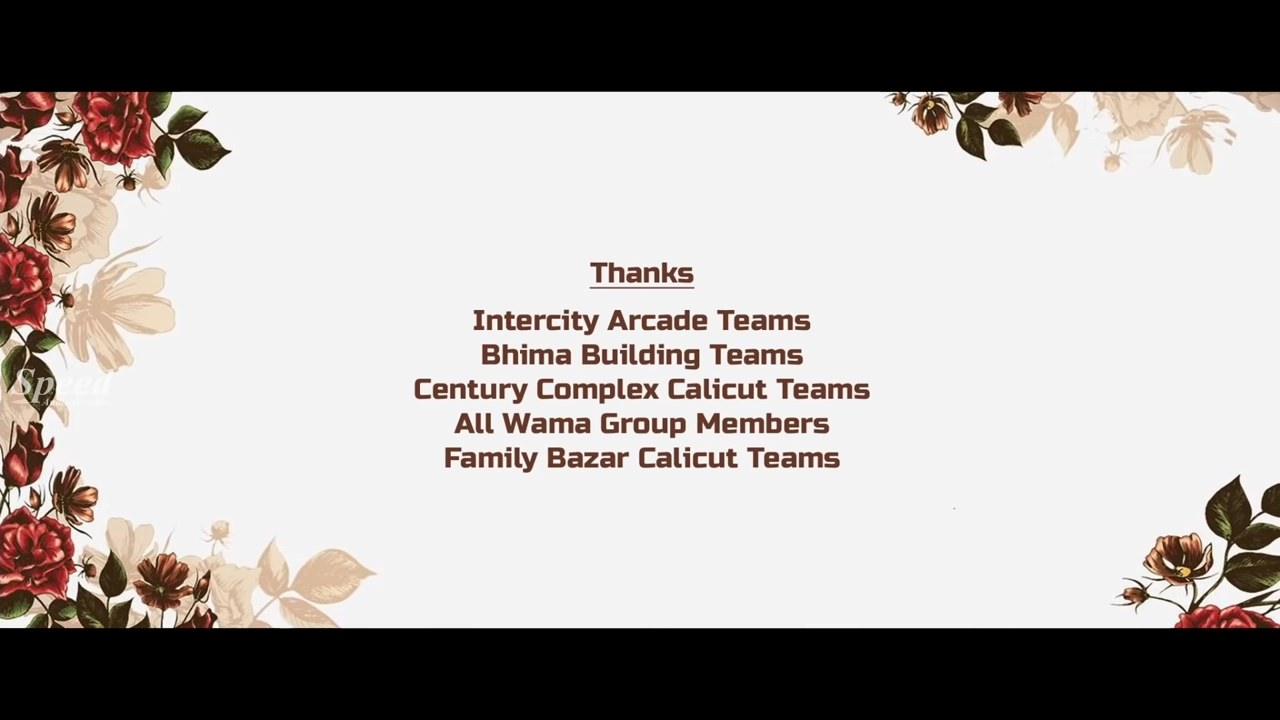 Thanks
Intercity Arcade Teams
Bhima Building Teams
Century Complex Calicut Teams
All Wama Group Members
Family Bazar Calicut Teams
Speed